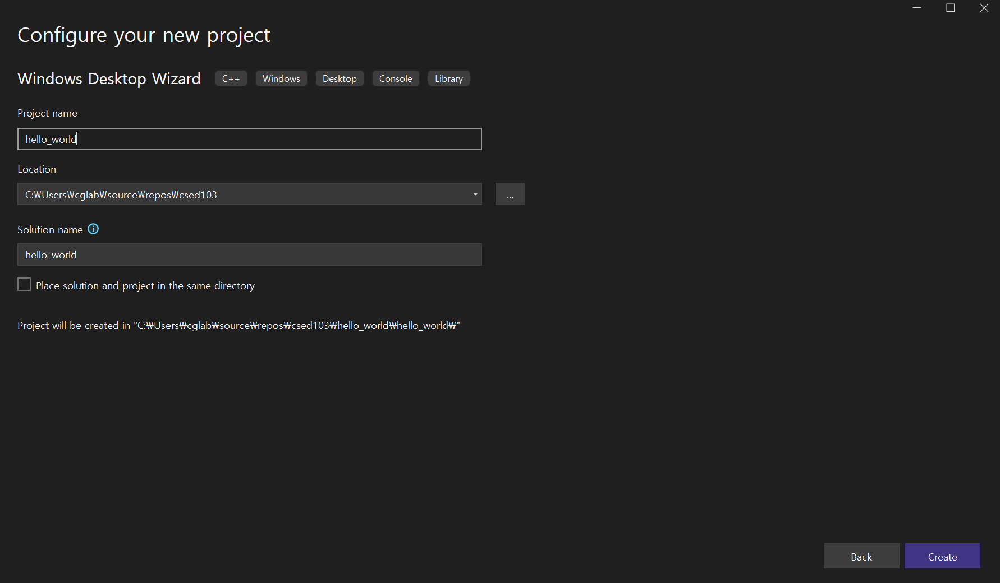 Configure your new project
Windows Desktop Wizard C++ Windows Desktop Console Library
Project name
hello_world
Location
C:₩Users₩cglab₩source₩repos₩csed103
...
Solution name
hello_world
Place solution and project in the same directory
Project will be created in "C:₩Users₩cglab₩source₩repos₩csed103₩hello_world₩hello_world₩"
Back Create